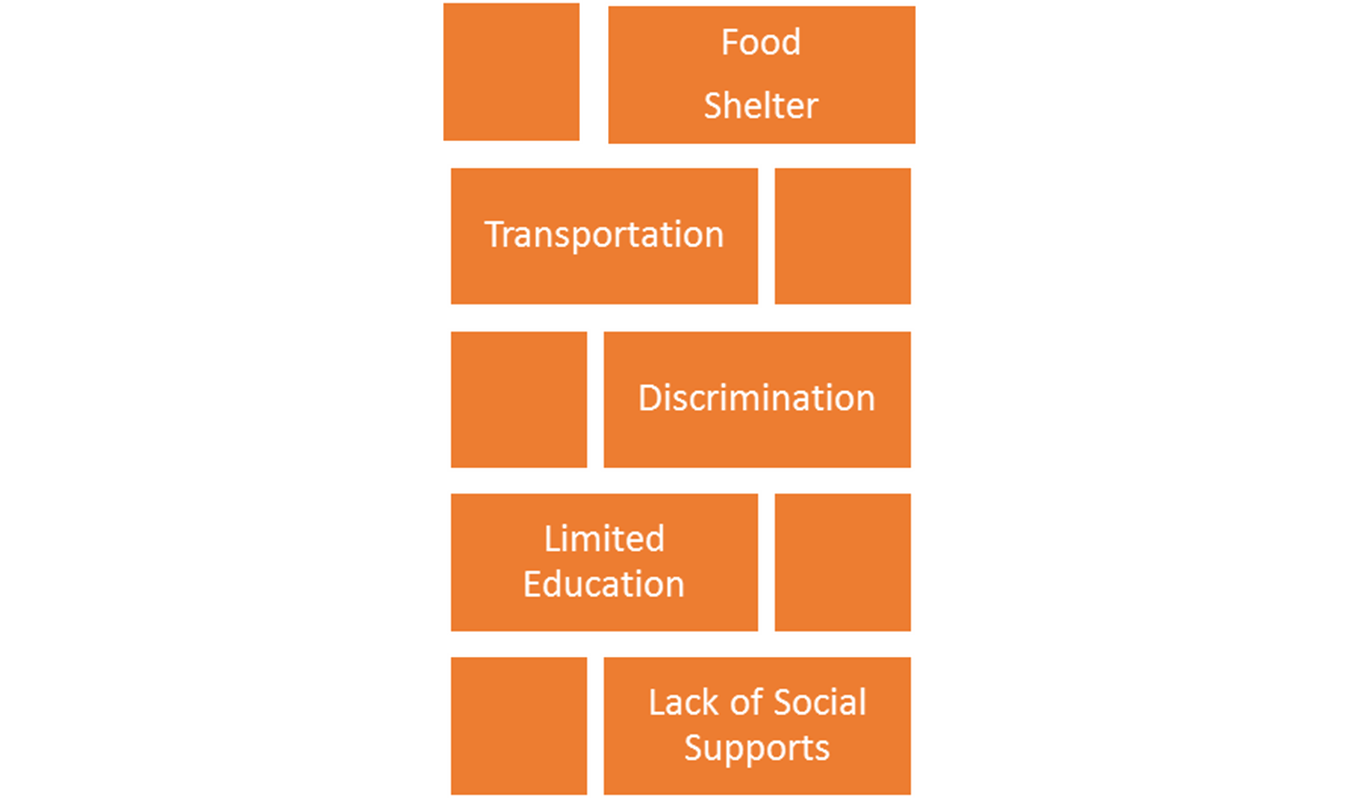 Food
Shelter
Transportation
Discrimination
Limited
Education
Lack of Social
Supports